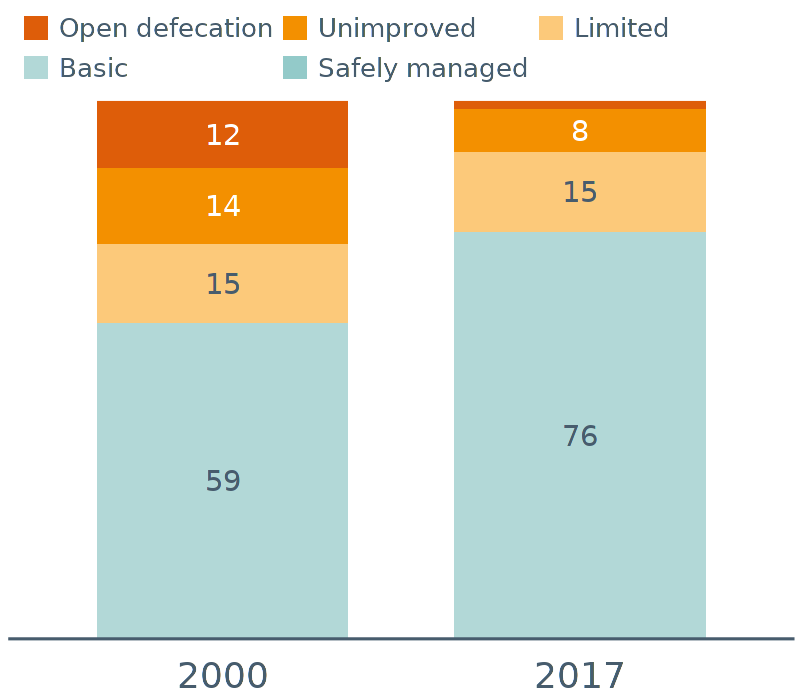 Open defecation Unimproved Limited
Basic Safely managed
12 8
14 15
15
59 76
2000 2017